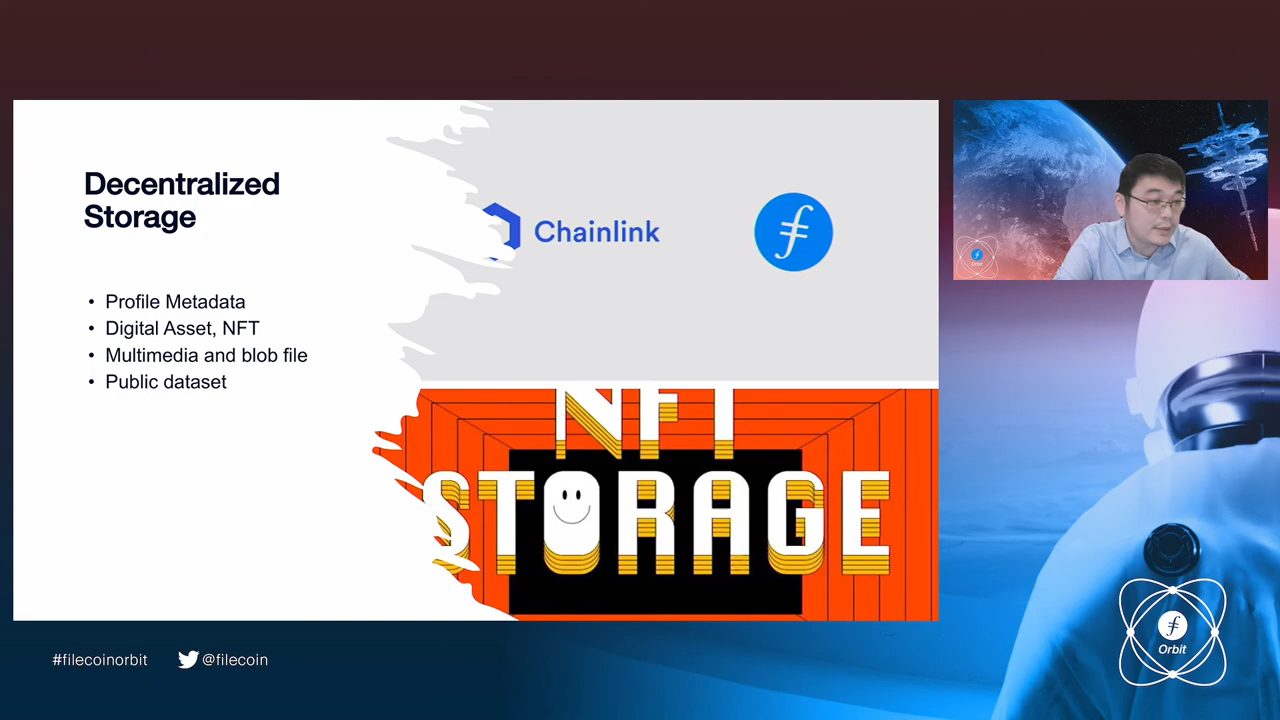 Decentralized
Storage
• Profile Metadata
• Digital Asset, NFT
• Multimedia and blob file
• Public dataset
Chainlink
NFT
STORAGE
#filecoinorbit
@filecoin
Orbit
Orbit